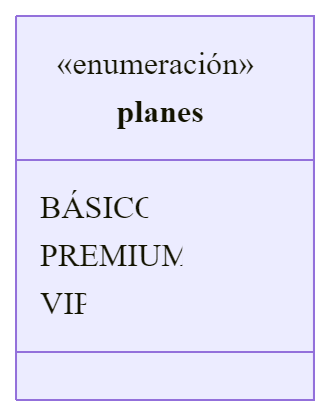 «enumeración»
planes
BÁSICO
PREMIUM
VIP